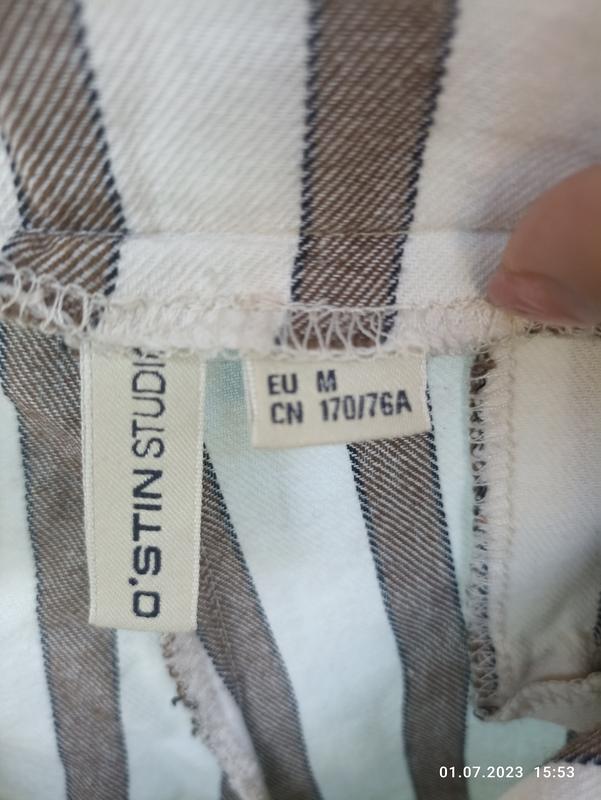 O'STIN STUDIO
EU M
CN 170/76A
01.07.2023 15:53